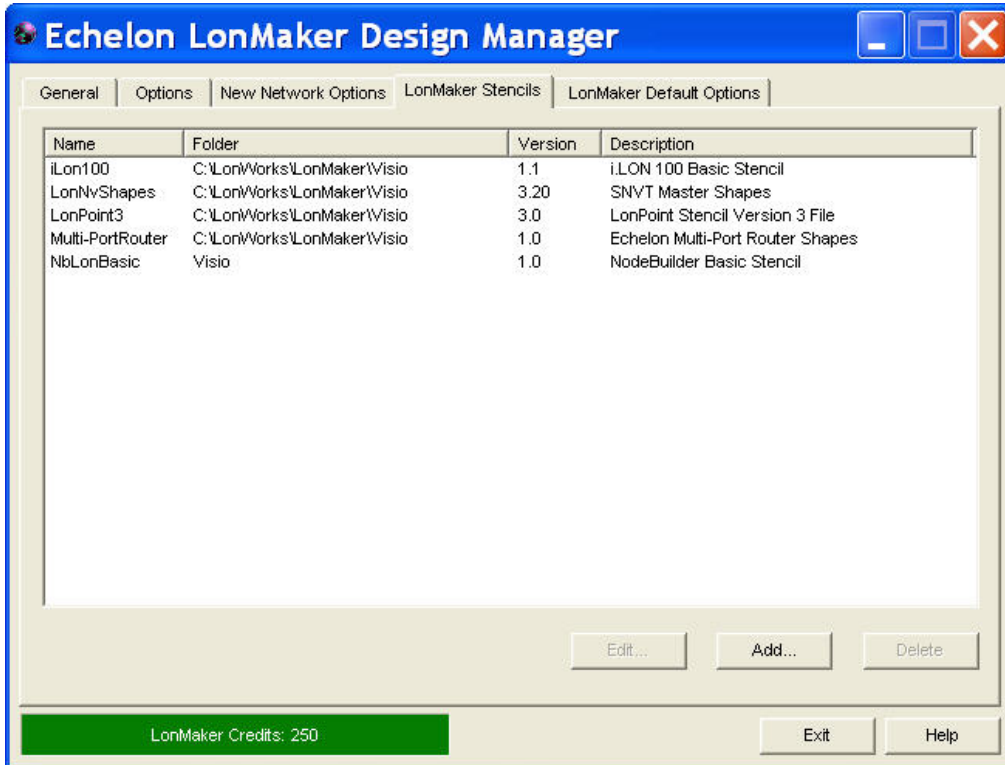 Echelon LonMaker Design Manager
General Options New Network Options LonMaker Stencils LonMaker Default Options
Name Folder Version Description
iLon100 C:\LonWorks\LonMaker\Visio 1.1 i.LON 100 Basic Stencil
LonNvShapes C:\LonWorks\LonMaker\Visio 3.20 SNVT Master Shapes
LonPoint3 C:\LonWorks\LonMaker\Visio 3.0 LonPoint Stencil Version 3 File
Multi-PortRouter C:\LonWorks\LonMaker\Visio 1.0 Echelon Multi-Port Router Shapes
NbLonBasic Visio 1.0 NodeBuilder Basic Stencil
Edit... Add... Delete
LonMaker Credits: 250 Exit Help